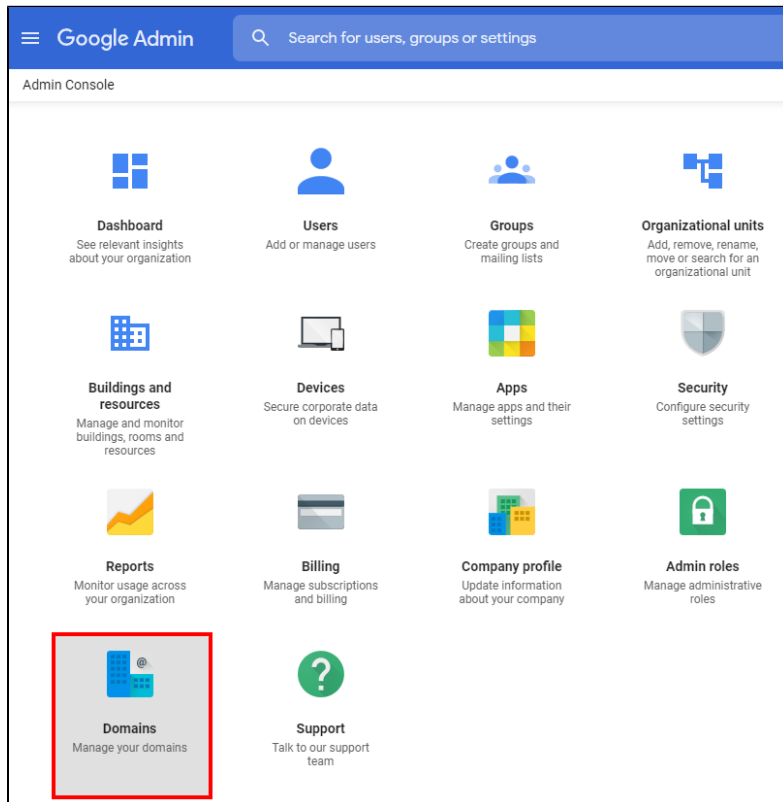 Google Admin
Search for users, groups or settings
Admin Console
Dashboard
See relevant insights
about your organization
Users
Add or manage users
Groups
Create groups and
mailing lists
Organizational units
Add, remove, rename,
move or search for an
organizational unit
Buildings and
resources
Manage and monitor
buildings, rooms and
resources
Devices
Secure corporate data
on devices
Apps
Manage apps and their
settings
Security
Configure security
settings
Reports
Monitor usage across
your organization
Billing
Manage subscriptions
and billing
Company profile
Update information
about your company
Admin roles
Manage administrative
roles
@
Domains
Manage your domains
?
Support
Talk to our support
team